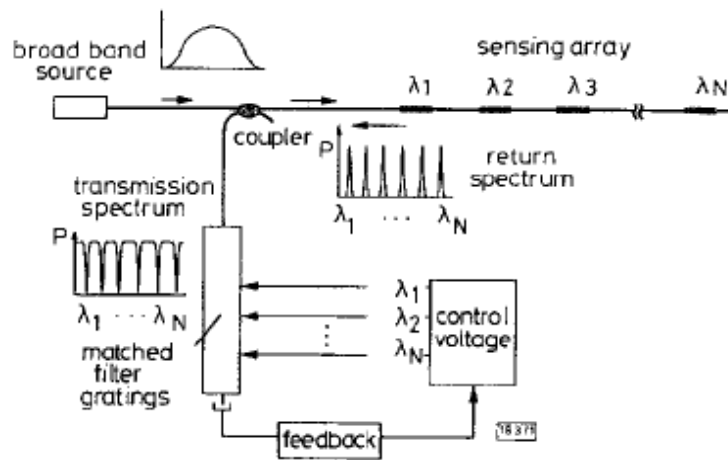 broad band
source
sensing array
λ1 λ2 λ3 λN
coupler
P
return
spectrum
λ1 ··· λN
transmission
spectrum
P
λ1 ··· λN
matched
filter
gratings
λ1
λ2
λN
control
voltage
feedback